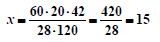 x = 60·20·42 / 28·120 = 420 / 28 = 15